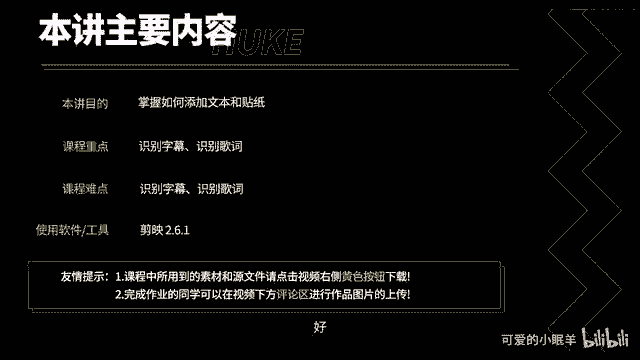 本讲主要内容
HUKE
本讲目的 掌握如何添加文本和贴纸
课程重点 识别字幕、识别歌词
课程难点 识别字幕、识别歌词
使用软件/工具 剪映 2.6.1
友情提示：1.课程中所用到的素材和源文件请点击视频右侧黄色按钮下载!
2.完成作业的同学可以在视频下方评论区进行作品图片的上传!
好
可爱的小眠羊 bilibili